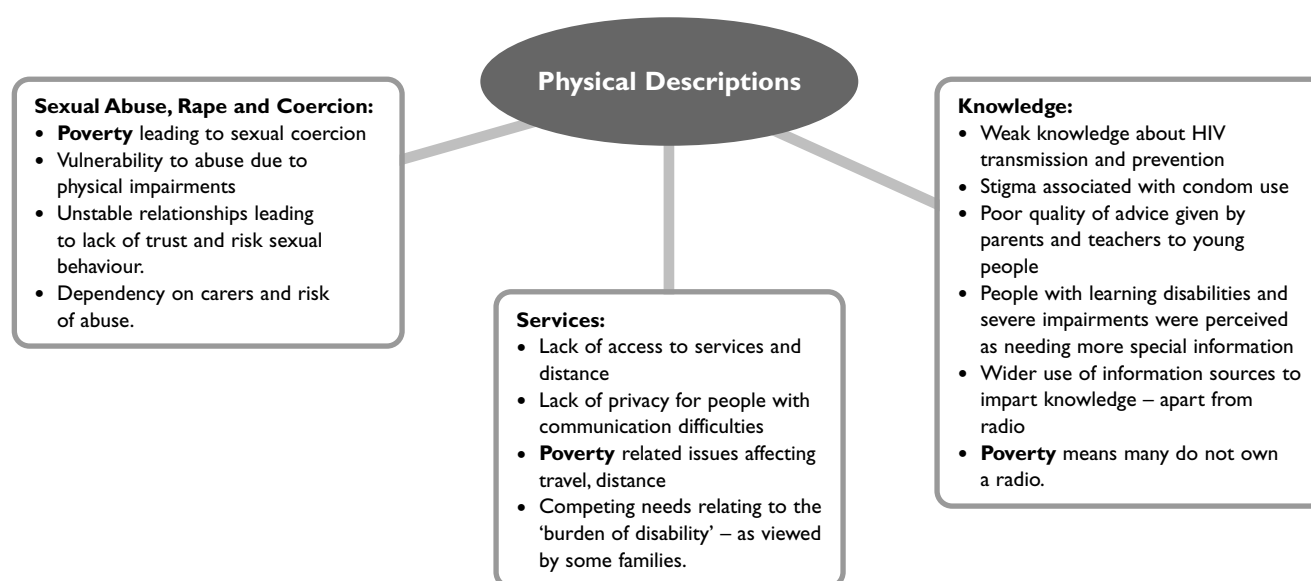 Physical Descriptions
Sexual Abuse, Rape and Coercion:
• Poverty leading to sexual coercion
• Vulnerability to abuse due to
physical impairments
• Unstable relationships leading
to lack of trust and risk sexual
behaviour.
• Dependency on carers and risk
of abuse.
Services:
• Lack of access to services and
distance
• Lack of privacy for people with
communication difficulties
• Poverty related issues affecting
travel, distance
• Competing needs relating to the
‘burden of disability’ – as viewed
by some families.
Knowledge:
• Weak knowledge about HIV
transmission and prevention
• Stigma associated with condom use
• Poor quality of advice given by
parents and teachers to young
people
• People with learning disabilities and
severe impairments were perceived
as needing more special information
• Wider use of information sources to
impart knowledge – apart from
radio
• Poverty means many do not own
a radio.